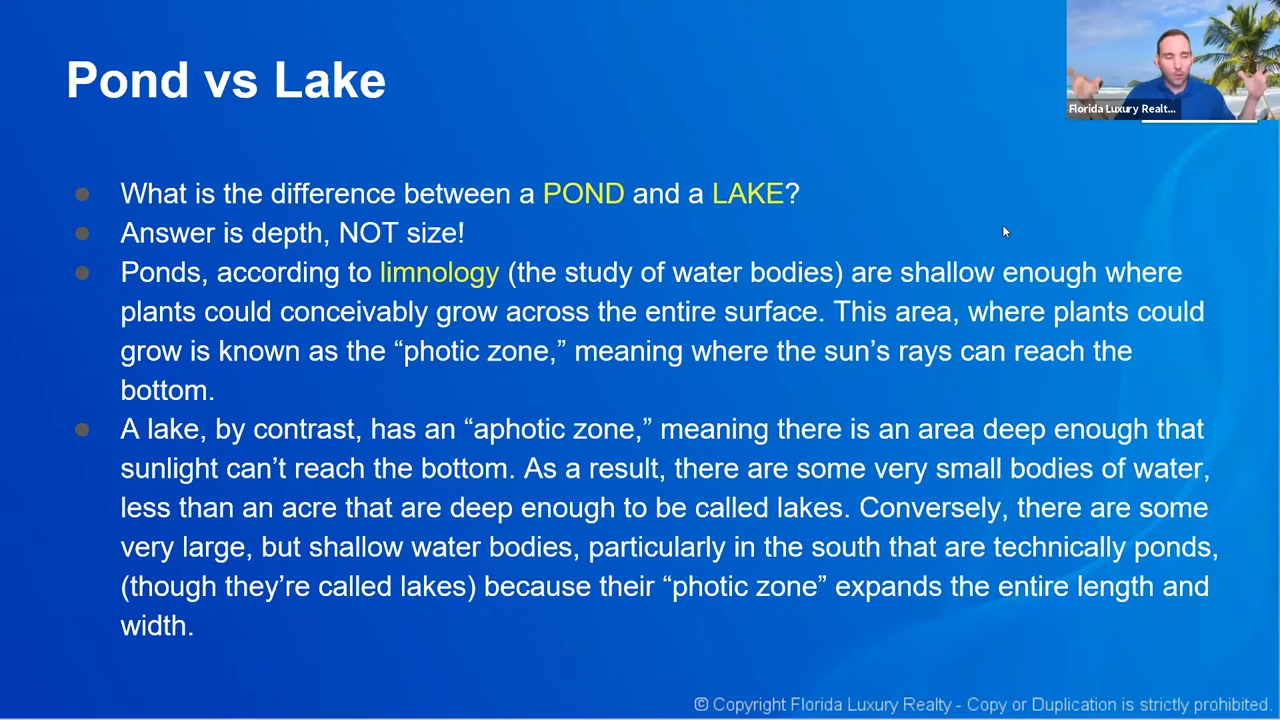 Pond vs Lake
Florida Luxury Realt...
What is the difference between a POND and a LAKE?
Answer is depth, NOT size!
Ponds, according to limnology (the study of water bodies) are shallow enough where
plants could conceivably grow across the entire surface. This area, where plants could
grow is known as the “photic zone,” meaning where the sun’s rays can reach the
bottom.
A lake, by contrast, has an “aphotic zone,” meaning there is an area deep enough that
sunlight can’t reach the bottom. As a result, there are some very small bodies of water,
less than an acre that are deep enough to be called lakes. Conversely, there are some
very large, but shallow water bodies, particularly in the south that are technically ponds,
(though they’re called lakes) because their “photic zone” expands the entire length and
width.
© Copyright Florida Luxury Realty - Copy or Duplication is strictly prohibited.